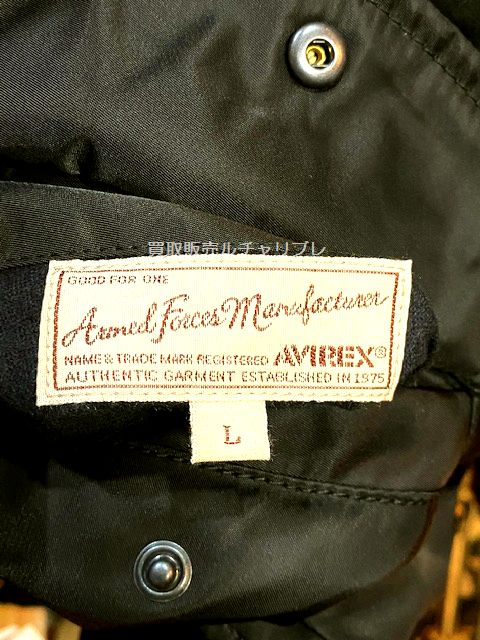 買取販売ルチャリブレ
GOOD FOR ONE
Armed Forces Manufacturer
NAME & TRADE MARK REGISTERED AVIREX®
AUTHENTIC GARMENT ESTABLISHED IN 1975
L